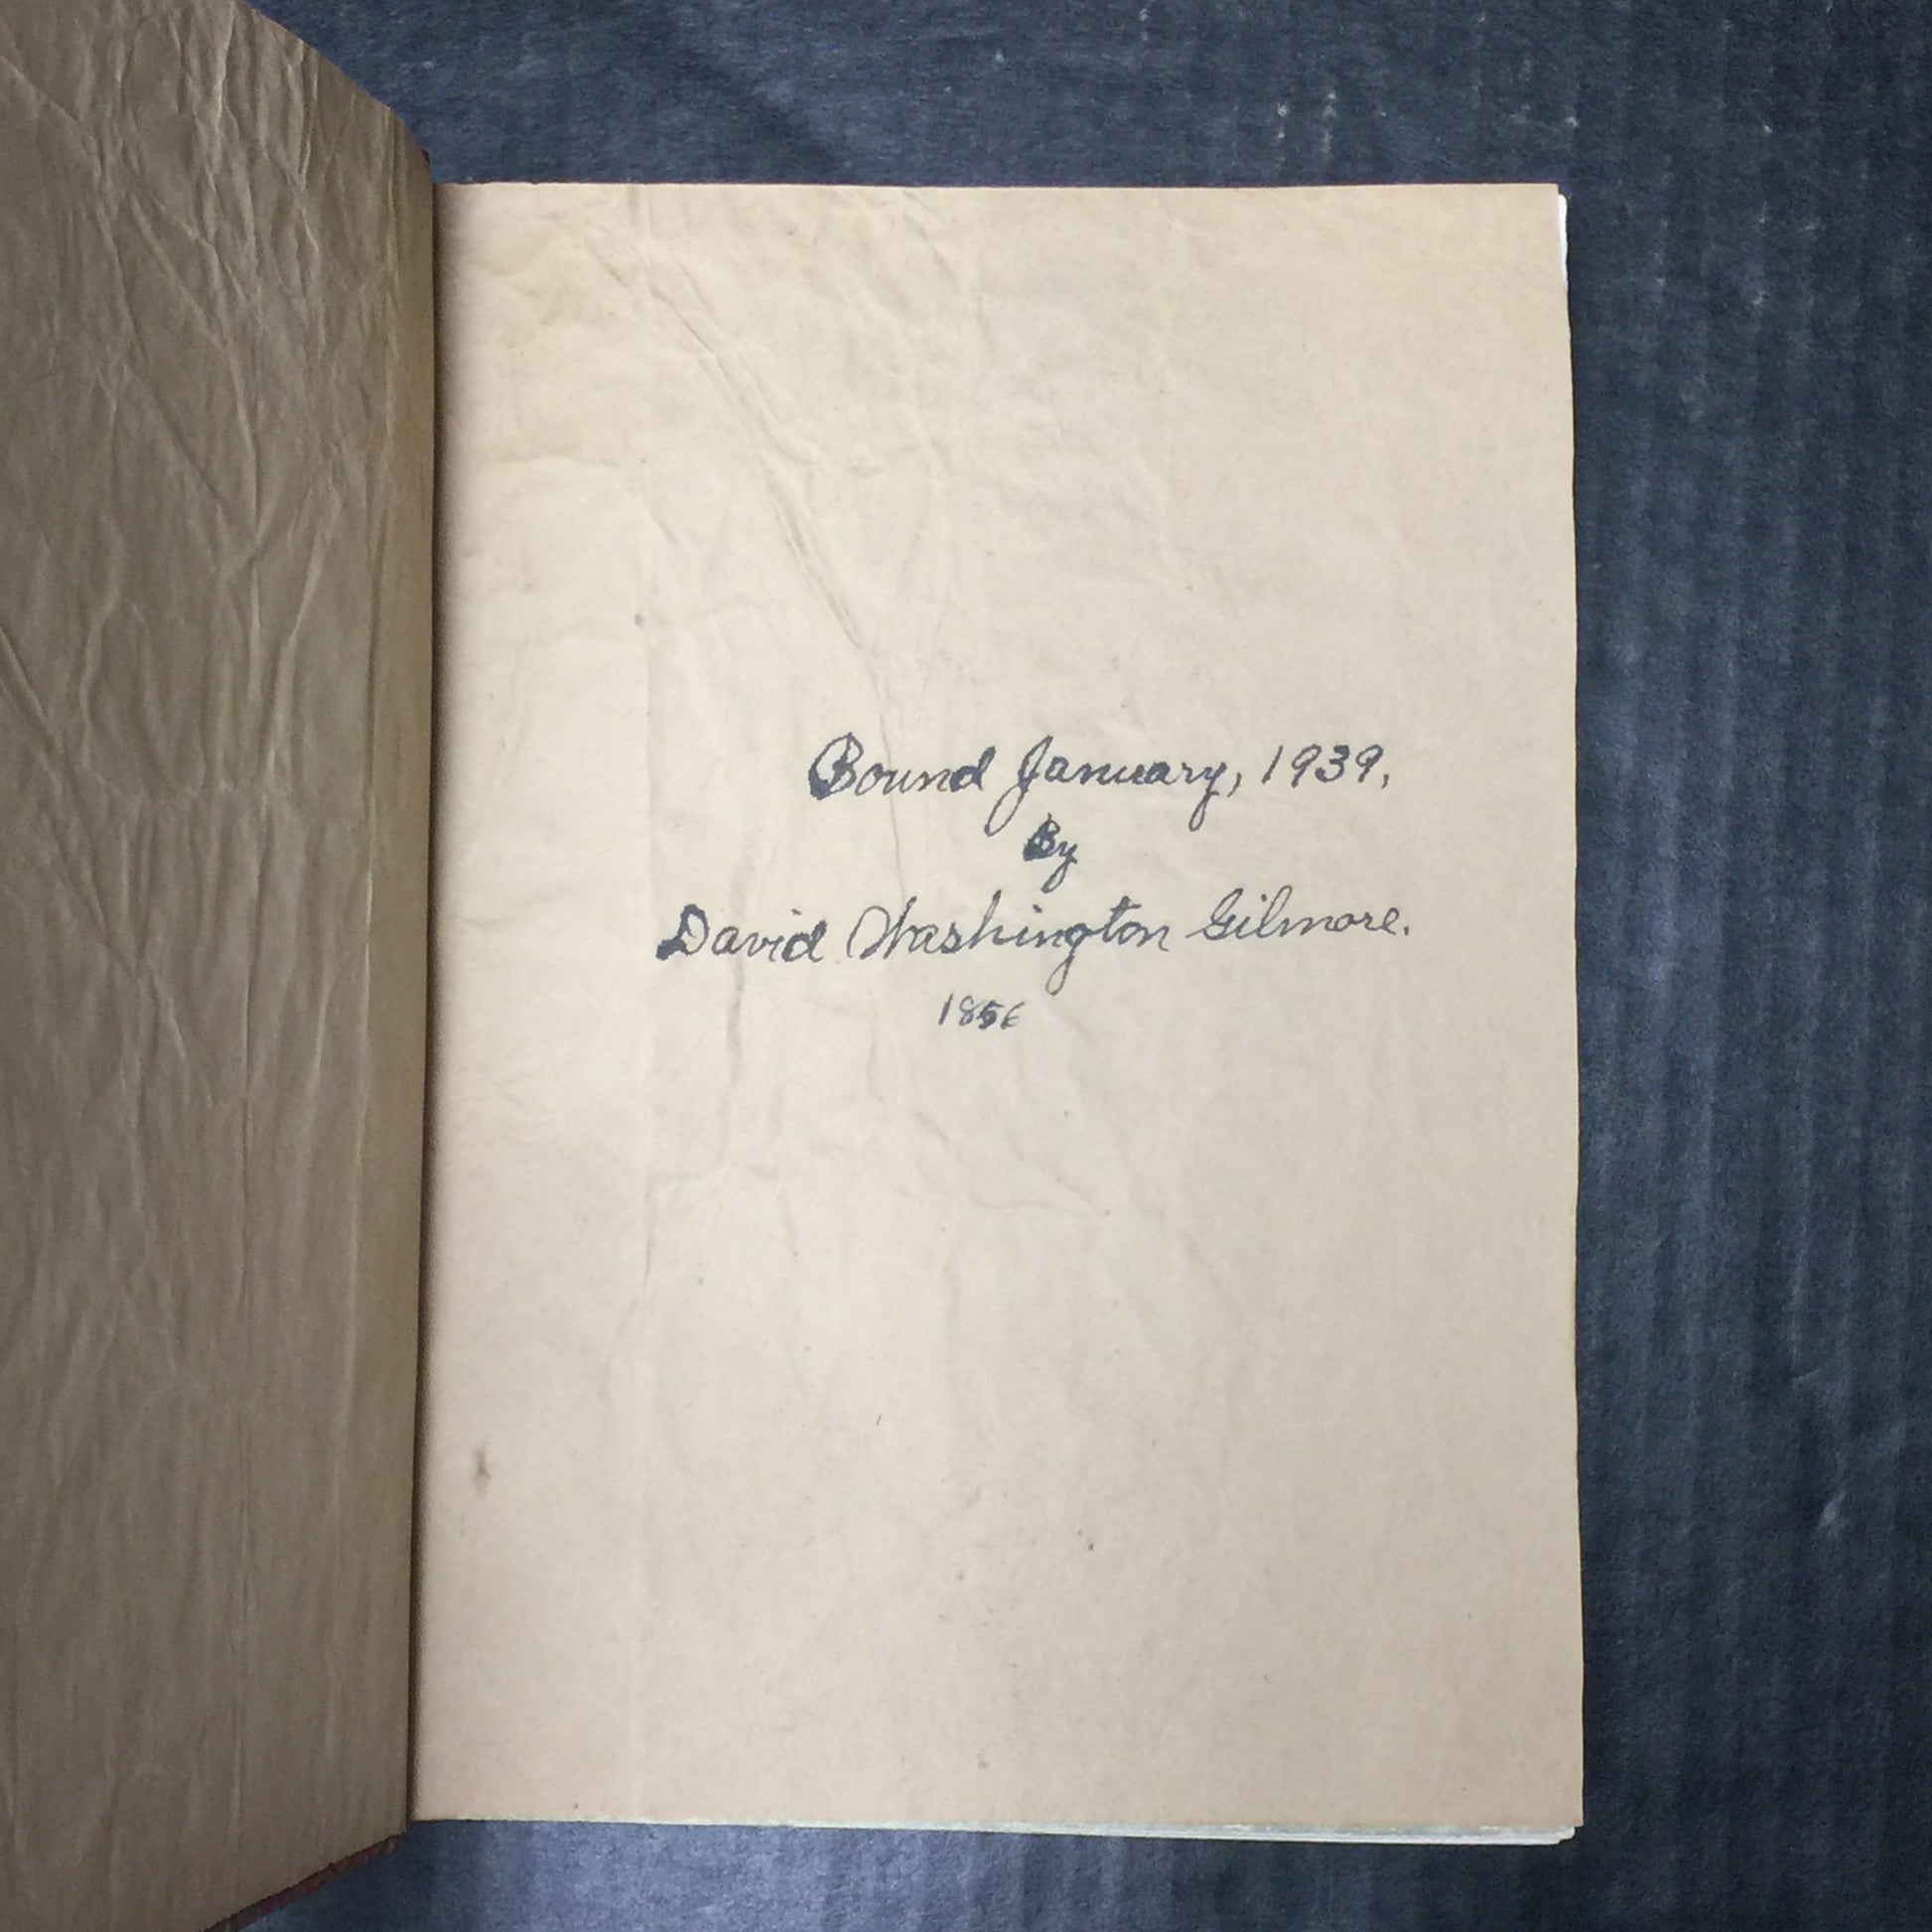 Bound January, 1939.
By
David Washington Gilmore.
1856